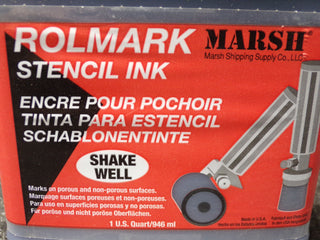 ROLMARK
MARSH
Marsh Shipping Supply Co., LLC
STENCIL INK
ENCRE POUR POCHOIR
TINTA PARA ESTENCIL
SCHABLONENTINTE
SHAKE
WELL
Marks on porous and non-porous surfaces.
Marquage surfaces poreuses et non-poreuses.
Para uso en superficies porosas y no porosas.
Für poröse und nicht poröse Oberflächen.
1 U.S. Quart/946 ml
Made in U.S.A.